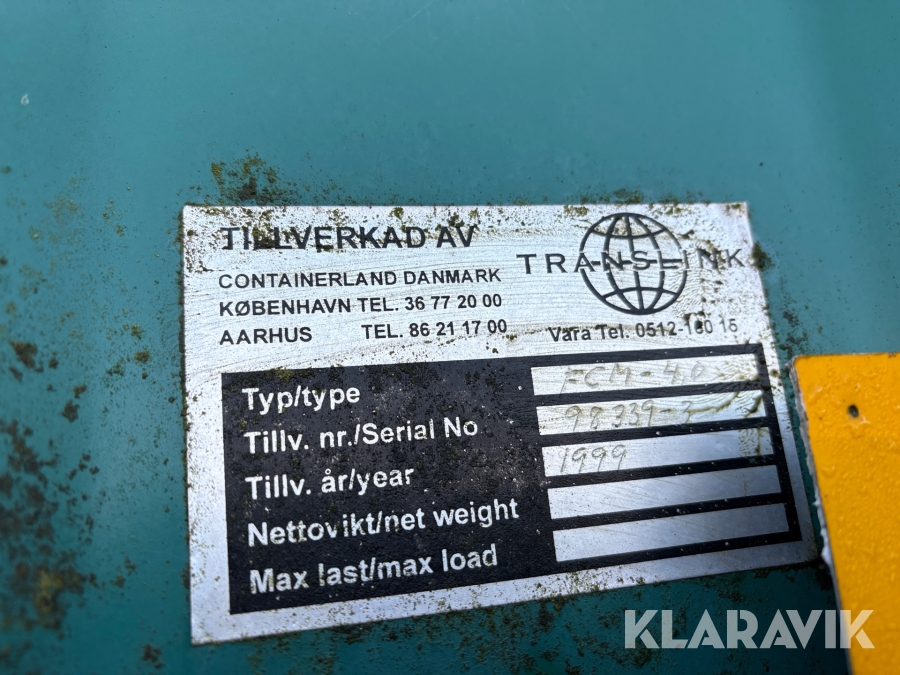 TILLVERKAD AV
TRANSLINK
CONTAINERLAND DANMARK
KØBENHAVN TEL. 36 77 20 00
AARHUS TEL. 86 21 17 00
Vara Tel. 0512-100 15
Typ/type FCM-40
Tillv. nr./Serial No 98339-3
Tillv. år/year 1999
Nettovikt/net weight
Max last/max load
KLARAVIK